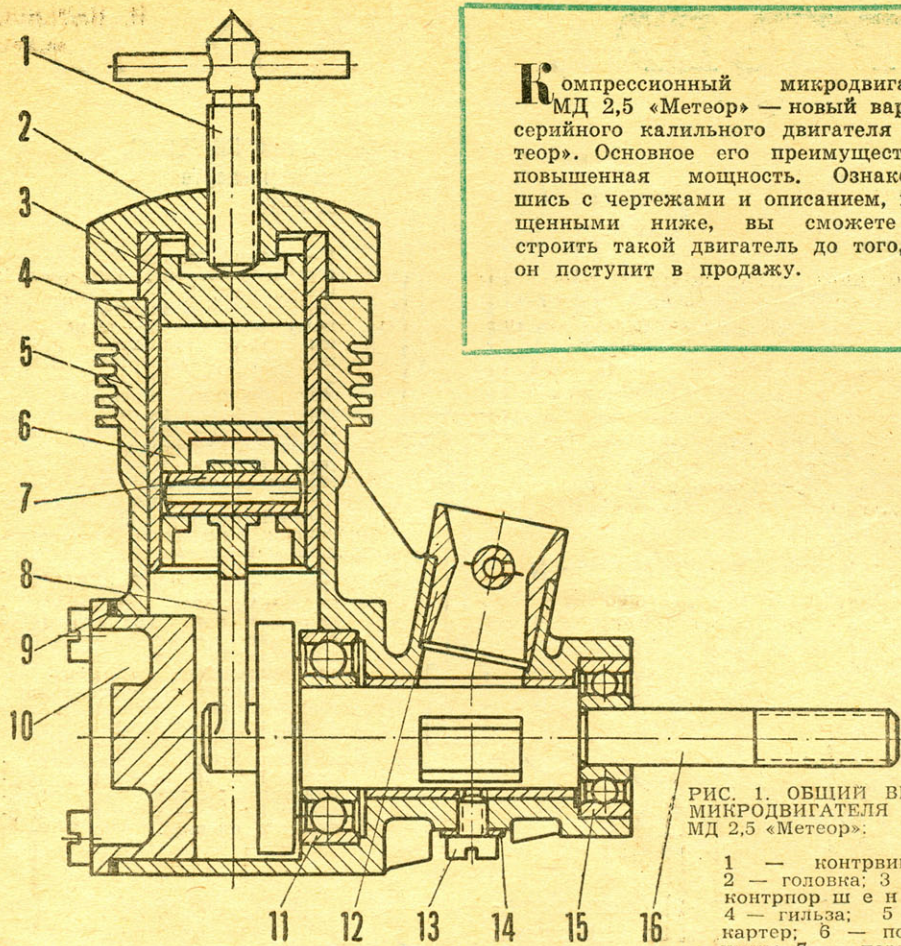 Компрессионный микродвига
МД 2,5 «Метеор» — новый вар
серийного калильного двигателя
теор». Основное его преимущест
повышенная мощность. Ознако
шись с чертежами и описанием,
щенными ниже, вы сможете
строить такой двигатель до того,
он поступит в продажу.
1
2
3
4
5
6
7
8
9
10
11
12
13
14
15
16
РИС. 1. ОБЩИЙ В
МИКРОДВИГАТЕЛЯ
МД 2,5 «Метеор»:
1 — контрви
2 — головка; 3
контрпор ш е н
4 — гильза; 5
картер; 6 — по